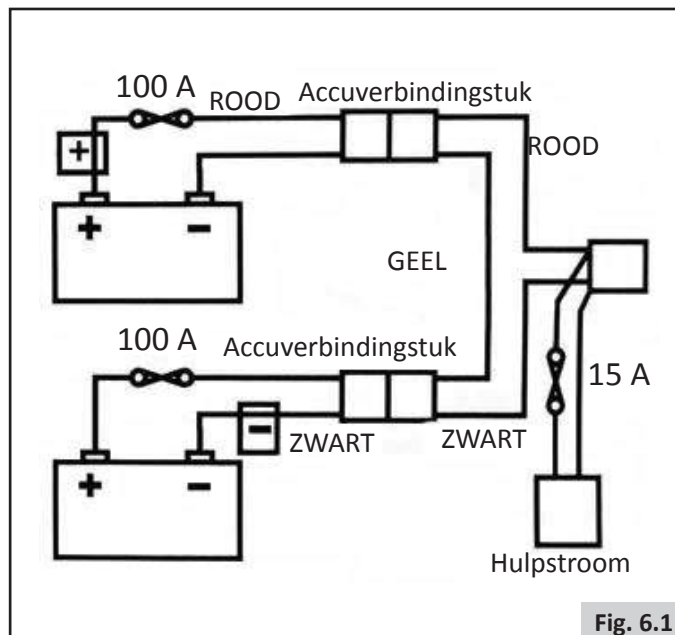 100 A
ROOD
Accuverbindingstuk
ROOD
+
+ -
GEEL
100 A
Accuverbindingstuk
15 A
-
ZWART
ZWART
+ -
Hulpstroom
Fig. 6.1